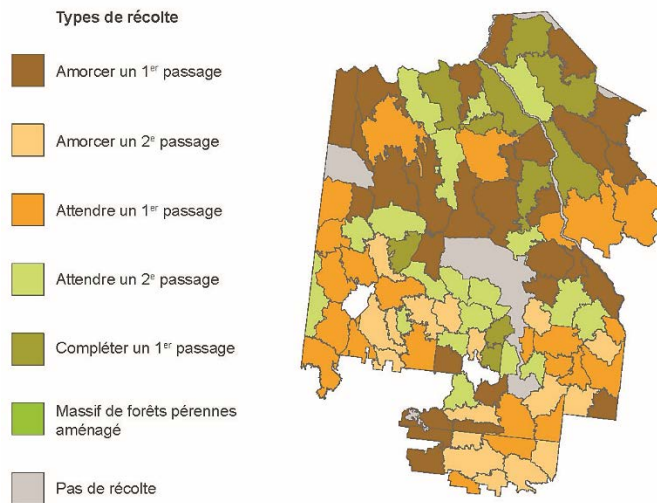 Types de récolte
Amorcer un 1er passage
Amorcer un 2e passage
Attendre un 1er passage
Attendre un 2e passage
Compléter un 1er passage
Massif de forêts pérennes
aménagé
Pas de récolte